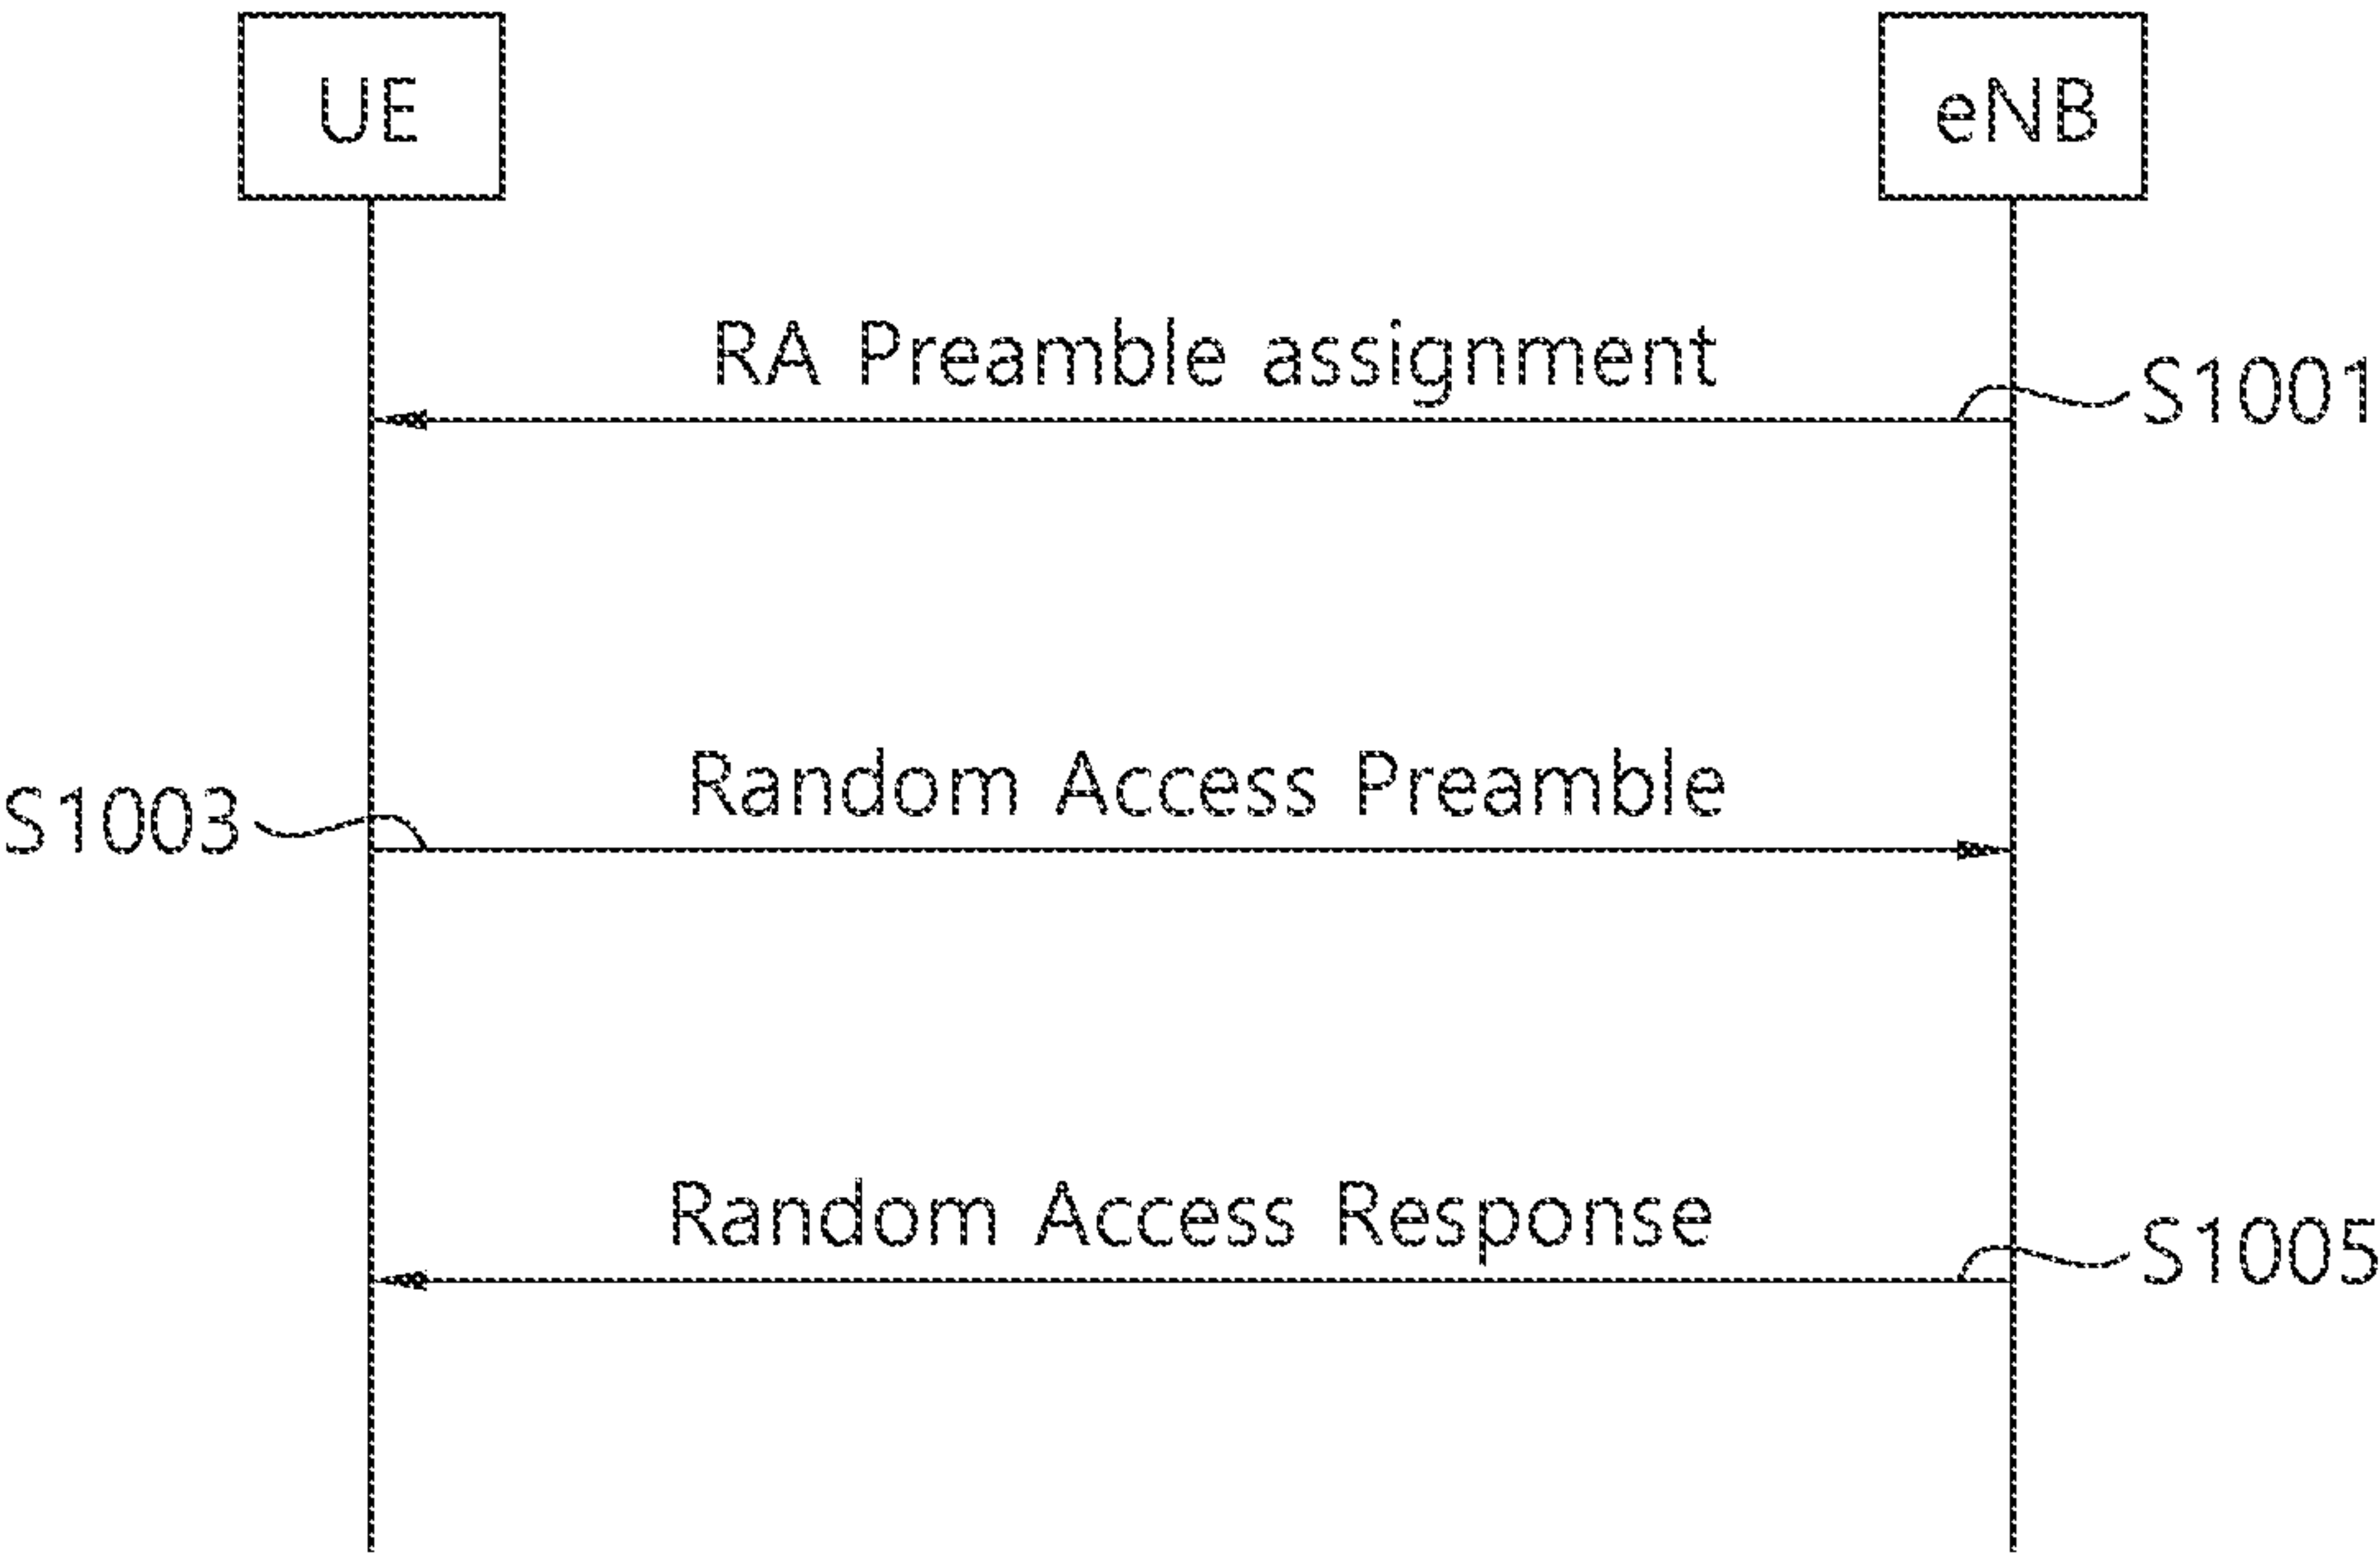 UE
eNB
RA Preamble assignment
S1001
Random Access Preamble
S1003
Random Access Response
S1005